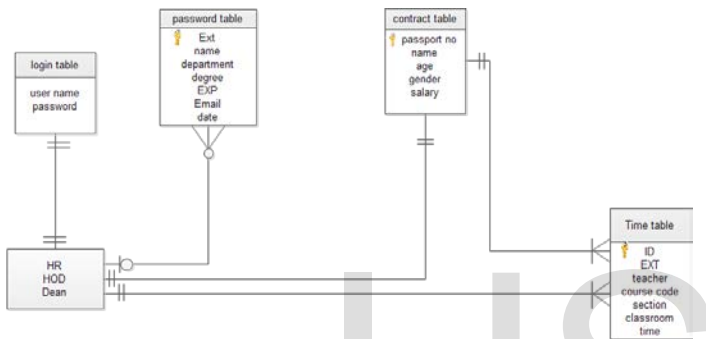 login table
user name
password
password table
Ext
name
department
degree
EXP
Email
date
contract table
passport no
name
age
gender
salary
HR
HOD
Dean
Time table
ID
EXT
teacher
course code
section
classroom
time